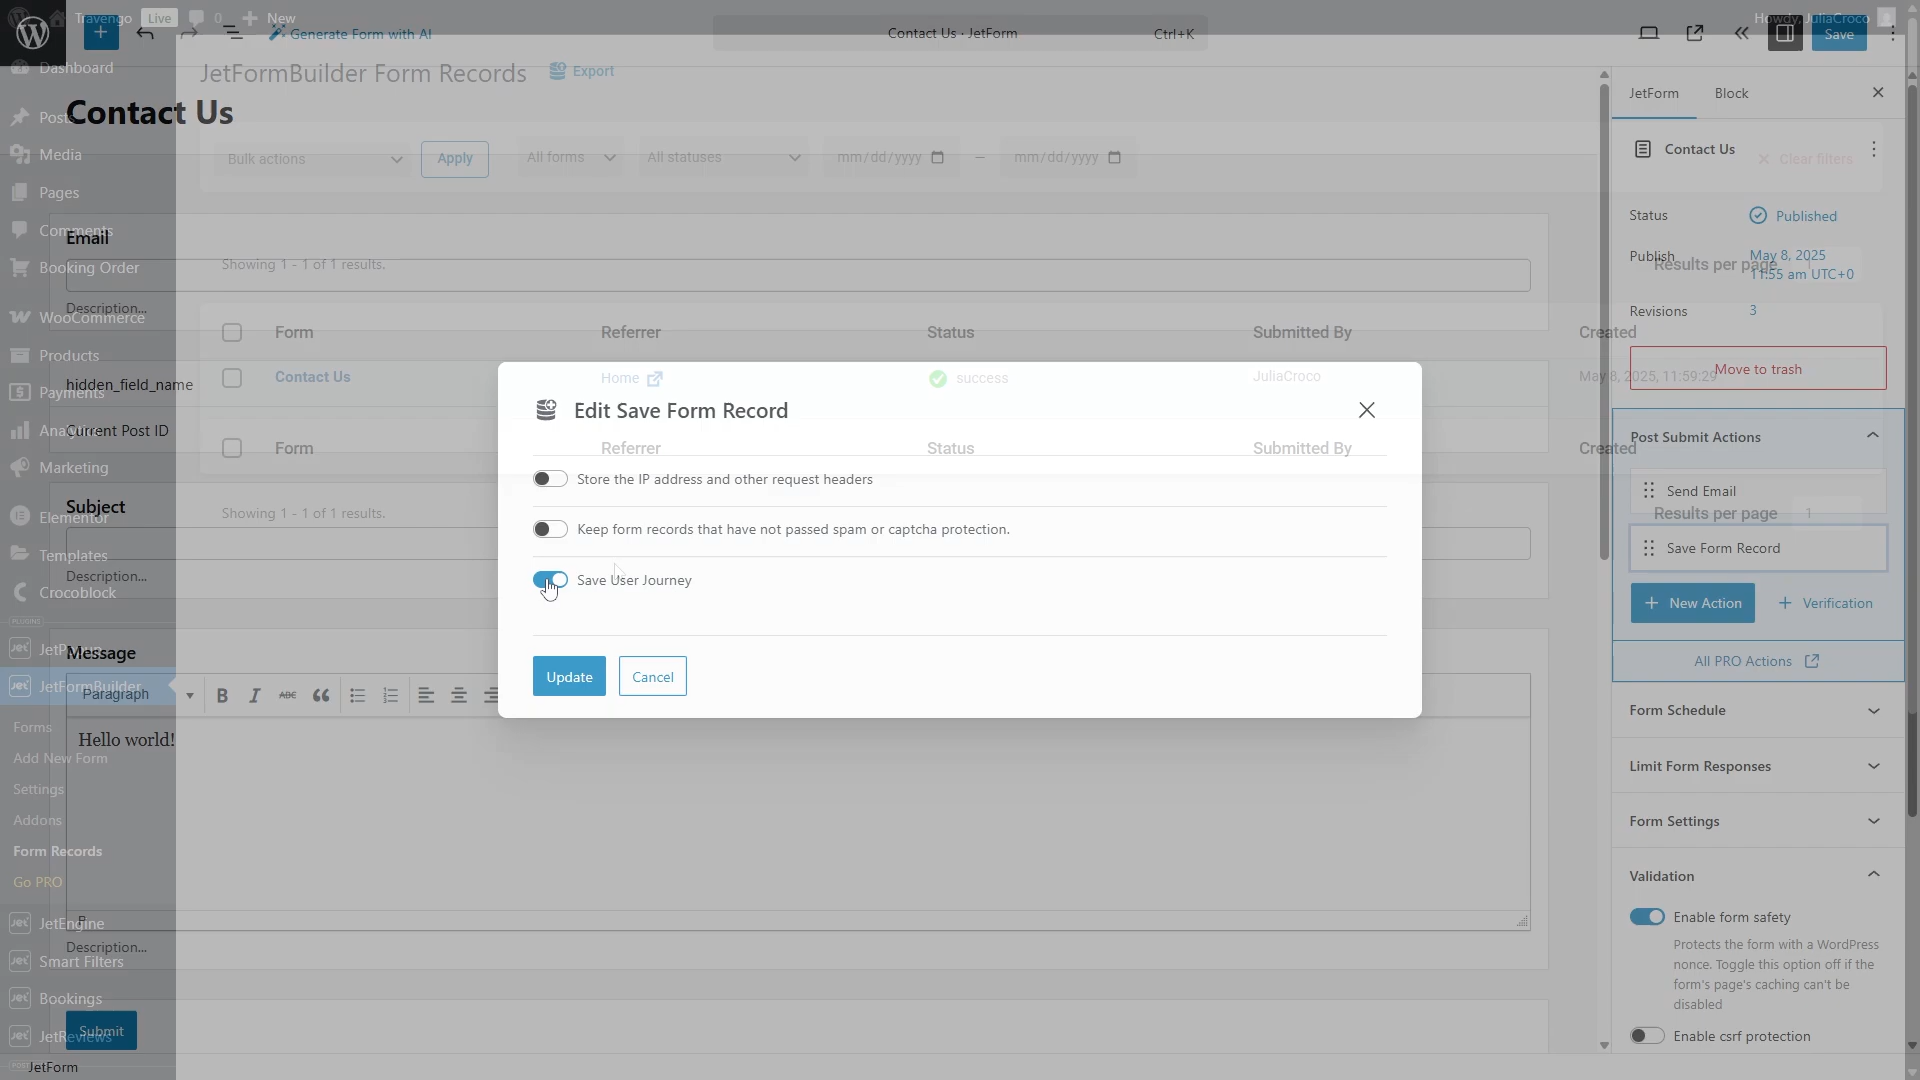 Travengo
Live
0
New
Howdy, JuliaCroco
Generate Form with AI
Contact Us · JetForm
Ctrl+K
Save
Dashboard
Posts
Media
Pages
Comments
Booking Order
WooCommerce
Products
Payments
Analytics
Marketing
Elementor
Templates
Crocoblock
PLUGINS
JetPopup
JetFormBuilder
Forms
Add New Form
Settings
Addons
Form Records
Go PRO
JetEngine
Smart Filters
Bookings
JetReviews
JetFormBuilder Form Records
Export
Bulk actions
Apply
All forms
All statuses
mm/dd/yyyy
–
mm/dd/yyyy
Clear filters
Showing 1 - 1 of 1 results.
Results per page
1
Form
Referrer
Status
Submitted By
Created
Contact Us
Home
success
JuliaCroco
May 8, 2025, 11:59:29
Form
Referrer
Status
Submitted By
Created
Showing 1 - 1 of 1 results.
Results per page
1
Contact Us
Email
Description...
hidden_field_name
Current Post ID
Subject
Description...
Message
Paragraph
B
I
ABC
Hello world!
P
Description...
Submit
JetForm
Edit Save Form Record
Store the IP address and other request headers
Keep form records that have not passed spam or captcha protection.
Save User Journey
Update
Cancel
JetForm
Block
Contact Us
Status
Published
Publish
May 8, 2025
11:55 am UTC+0
Revisions
3
Move to trash
Post Submit Actions
Send Email
Save Form Record
New Action
Verification
All PRO Actions
Form Schedule
Limit Form Responses
Form Settings
Validation
Enable form safety
Protects the form with a WordPress
nonce. Toggle this option off if the
form's page's caching can't be
disabled
Enable csrf protection